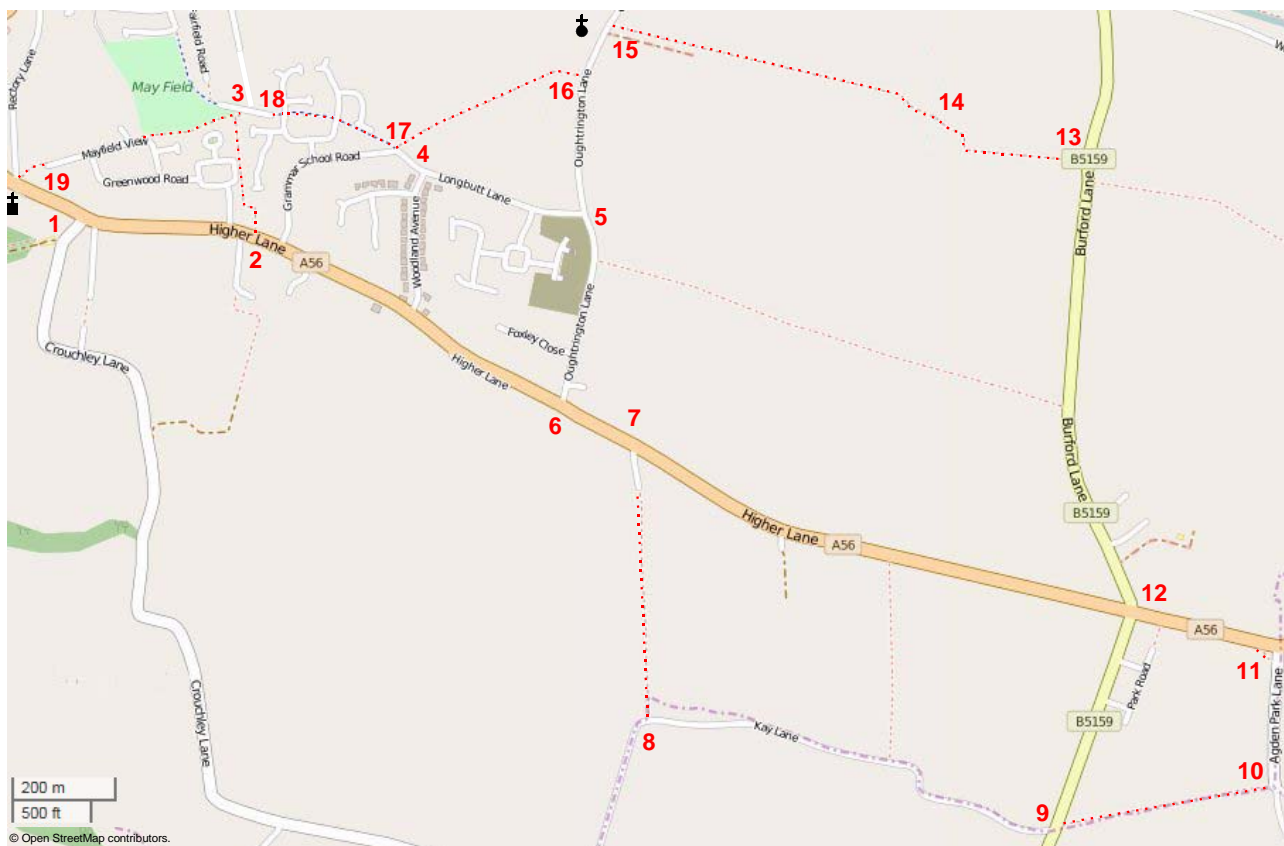 Rectory Lane
Fairfield Road
May Field
3
18
15
16
14
13
B5159
17
4
Mayfield View
Grammar School Road
Oughtrington Lane
19
Greenwood Road
Longbutt Lane
Burford Lane
1
Higher Lane
2
A56
Woodland Avenue
5
Foxley Close
Oughtrington Lane
Crouchley Lane
Higher Lane
6
7
Burford Lane
B5159
Higher Lane
A56
12
A56
11
Park Road
Agden Park Lane
Crouchley Lane
8
Kay Lane
B5159
10
9
200 m
500 ft
© Open StreetMap contributors.